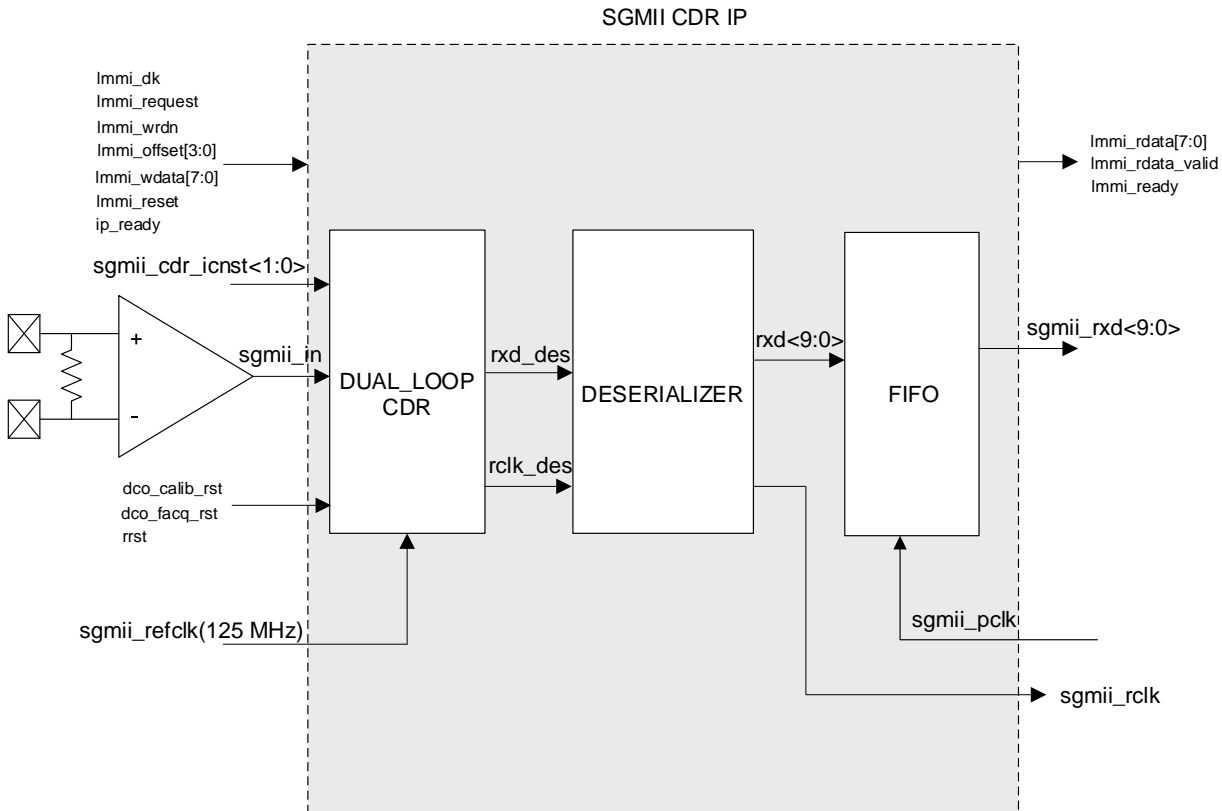 SGMII CDR IP
lmmi_dk
lmmi_request
lmmi_wrdn
lmmi_offset[3:0]
lmmi_wdata[7:0]
lmmi_reset
ip_ready
lmmi_rdata[7:0]
lmmi_rdata_valid
lmmi_ready
sgmii_cdr_icnst<1:0>
+
-
sgmii_in
DUAL_LOOP
CDR
rxd_des
rclk_des
DESERIALIZER
rxd<9:0>
FIFO
sgmii_rxd<9:0>
dco_calib_rst
dco_facq_rst
rrst
sgmii_refclk(125 MHz)
sgmii_pclk
sgmii_rclk